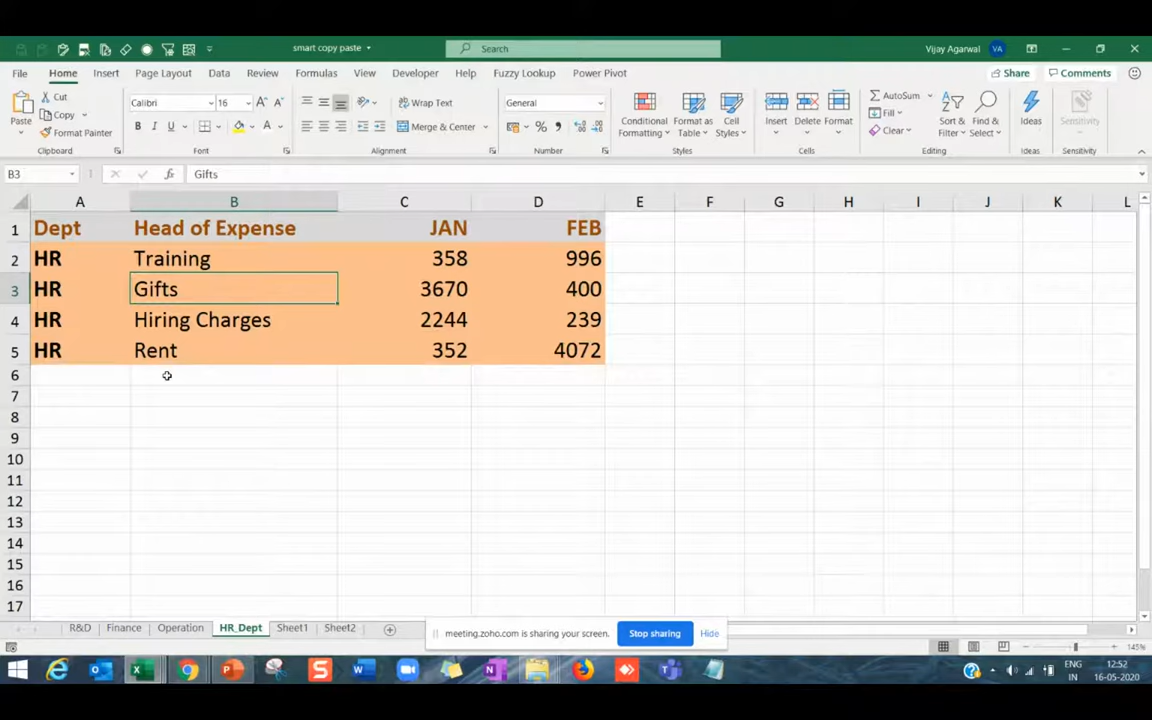 smart copy paste
Search
Vijay Agarwal VA
File Home Insert Page Layout Formulas Data Review View Developer Help Fuzzy Lookup Power Pivot Share Comments
Paste
Cut
Copy
Format Painter
Clipboard
Calibri 16
B I U
Font
Wrap Text
Merge & Center
Alignment
General
Number
Conditional Formatting
Format as Table
Cell Styles
Styles
Insert
Delete
Format
Cells
AutoSum
Fill
Clear
Sort & Filter
Find & Select
Editing
Ideas
Ideas
Sensitivity
Sensitivity
B3 Gifts
A B C D E F G H I J K L
1 Dept Head of Expense JAN FEB
2 HR Training 358 996
3 HR Gifts 3670 400
4 HR Hiring Charges 2244 239
5 HR Rent 352 4072
6
7
8
9
10
11
12
13
14
15
16
17
R&D Finance Operation HR_Dept Sheet1 Sheet2
meeting.zoho.com is sharing your screen. Stop sharing Hide
145%
ENG 12:52
IN 16-05-2020